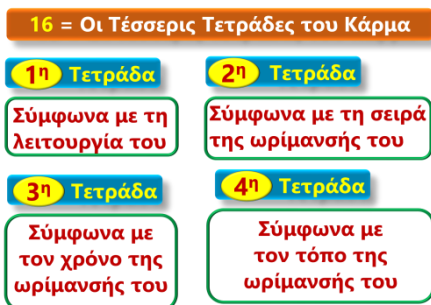 16 = Οι Τέσσερις Τετράδες του Κάρμα
1η Τετράδα
Σύμφωνα με τη
λειτουργία του
2η Τετράδα
Σύμφωνα με τη σειρά
της ωρίμανσής του
3η Τετράδα
Σύμφωνα με
τον χρόνο της
ωρίμανσής του
4η Τετράδα
Σύμφωνα με
τον τόπο της
ωρίμανσής του